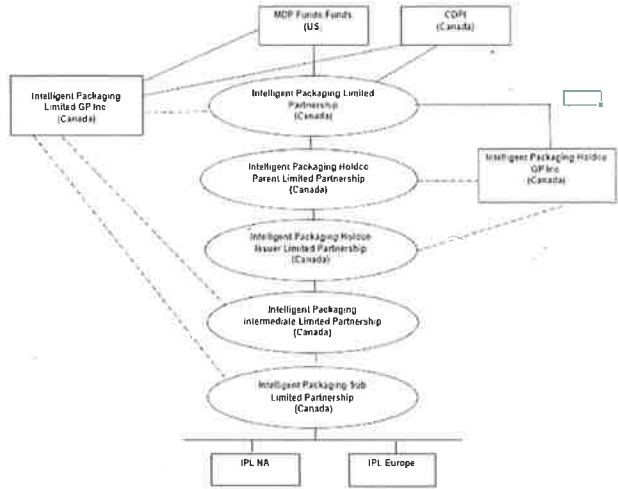 MDP Funds Funds
(US)
CDPI
(Canada)
Intelligent Packaging
Limited GP Inc
(Canada)
Intelligent Packaging Limited
Partnership
(Canada)
Intelligent Packaging Holdco
Parent Limited Partnership
(Canada)
Intelligent Packaging Holdco
GP Inc
(Canada)
Intelligent Packaging Holdco
Issuer Limited Partnership
(Canada)
Intelligent Packaging
Intermediate Limited Partnership
(Canada)
Intelligent Packaging Sub
Limited Partnership
(Canada)
IPL NA
IPL Europe